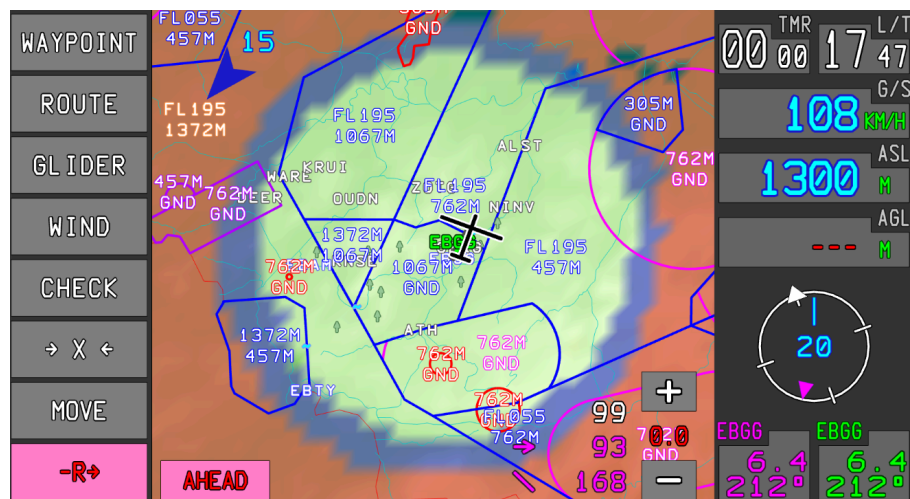 WAYPOINT
ROUTE
GLIDER
WIND
CHECK
→ X ←
MOVE
-R→
FL055
457M
15
FL195
1372M
GND
FL195
1067M
305M
GND
762M
GND
ALST
KRUI
WARE
DEER
OUDN
457M
GND
762M
GND
FL195
762M
NINV
EBGG
1372M
1067M
1067M
GND
FL195
457M
762M
GND
1372M
457M
ATH
762M
GND
762M
GND
EBTY
762M
GND
FL055
762M
99
93
168
0.0
GND
+
−
AHEAD
TMR
00 00
L/T
17 47
G/S
108 KM/H
ASL
1300 M
AGL
--- M
20
EBGG
6.4
212°
EBGG
6.4
212°